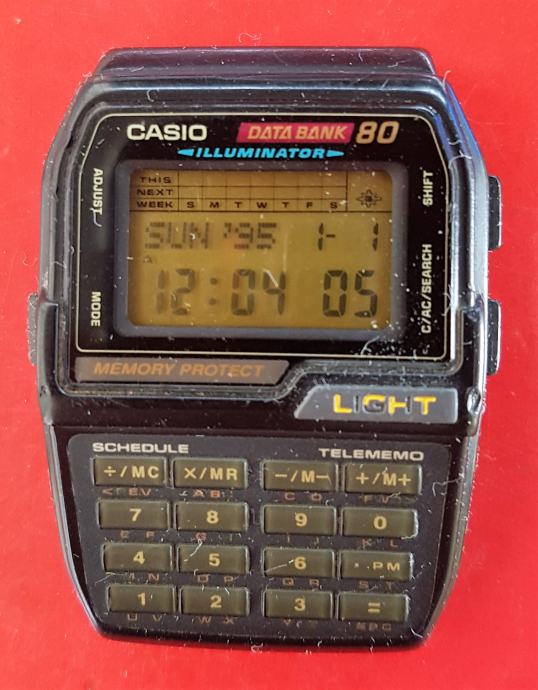 CASIO DATA BANK 80
ILLUMINATOR
ADJUST
SHIFT
THIS
NEXT
WEEK S M T W T F S
SUN '95 1- 1
A
12:04 05
MODE
C/AC/SEARCH
MEMORY PROTECT
LIGHT
SCHEDULE TELEMEMO
÷/MC ×/MR −/M− +/M+
A B C D
7 8 9 0
E F G I J K L
4 5 6 · PM
M N O P Q R S T
1 2 3 =
U V W X SPC